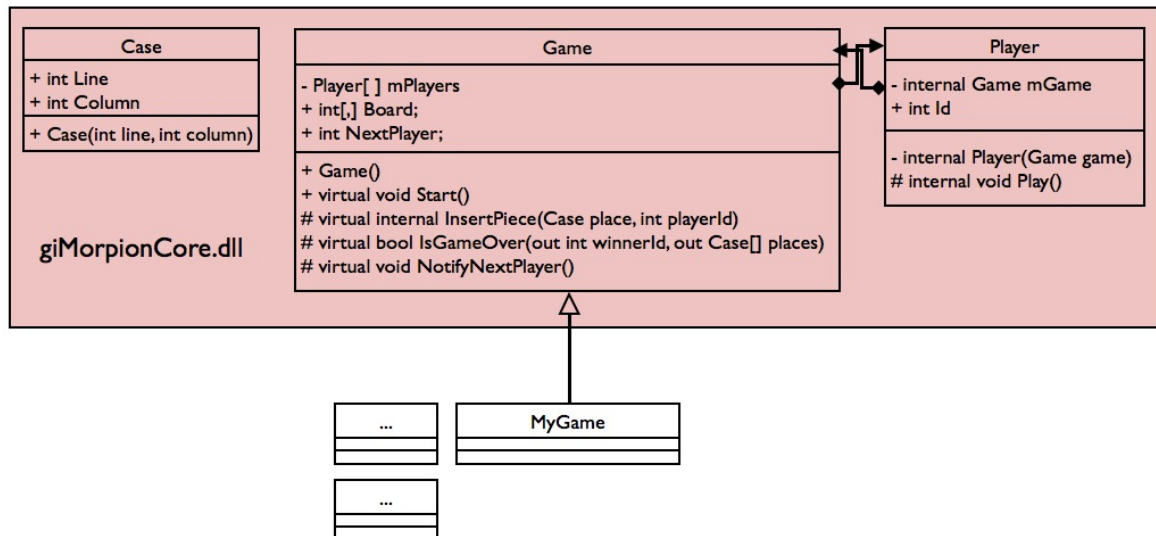 Case
+ int Line
+ int Column
+ Case(int line, int column)
giMorpionCore.dll
Game
- Player[ ] mPlayers
+ int[,] Board;
+ int NextPlayer;
+ Game()
+ virtual void Start()
# virtual internal InsertPiece(Case place, int playerId)
# virtual bool IsGameOver(out int winnerId, out Case[] places)
# virtual void NotifyNextPlayer()
Player
- internal Game mGame
+ int Id
- internal Player(Game game)
# internal void Play()
...
MyGame
...